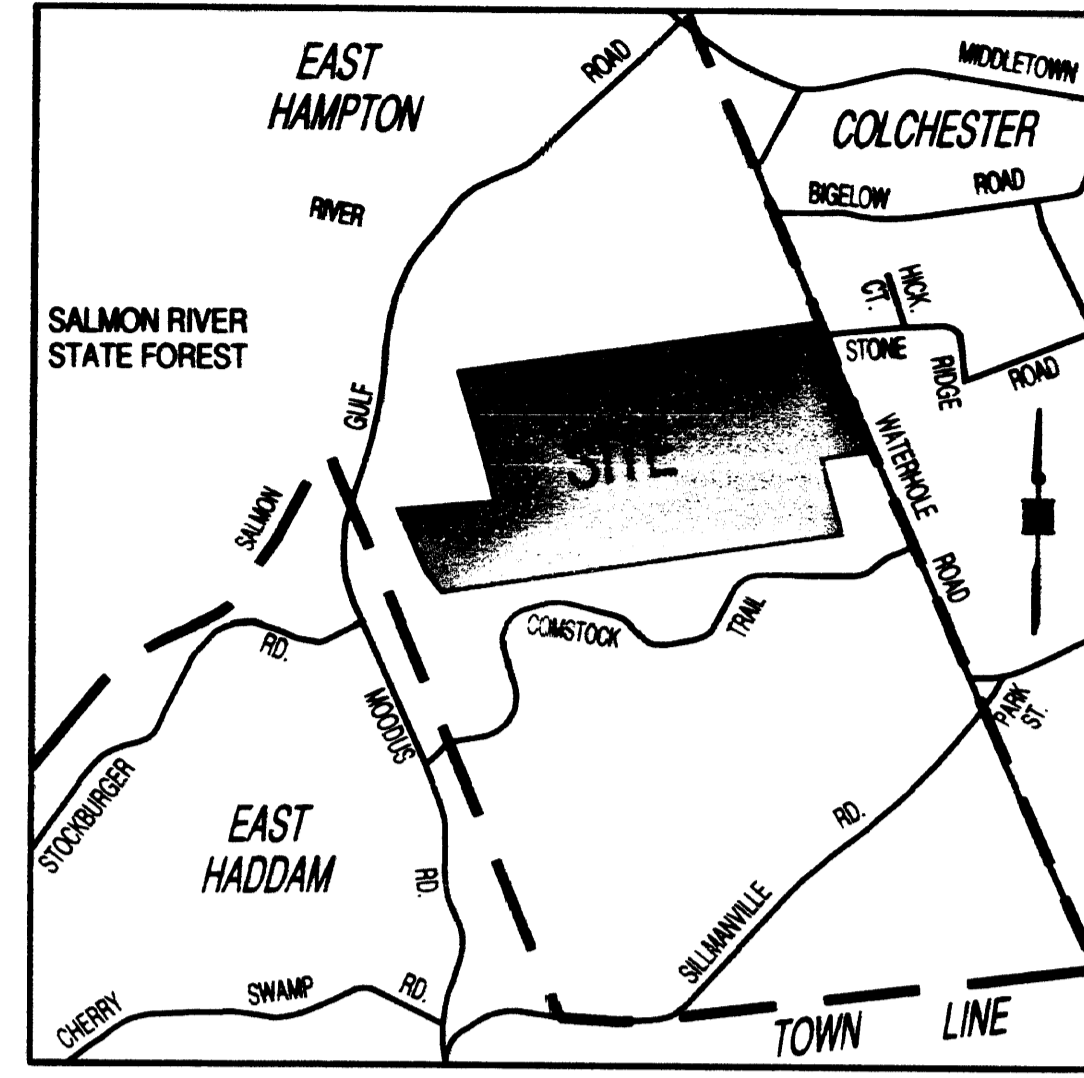 EAST
HAMPTON
ROAD
MIDDLETOWN
COLCHESTER
BIGELOW ROAD
RIVER
HICK.
CT.
SALMON RIVER
STATE FOREST
STONE
RIDGE
ROAD
GULF
SITE
WATERHOLE
ROAD
SALMON
COMSTOCK
TRAIL
RD.
MOODUS
RD.
PARK
ST.
STOCKBURGER
EAST
HADDAM
RD.
SILLMANVILLE
CHERRY
SWAMP
RD.
TOWN LINE